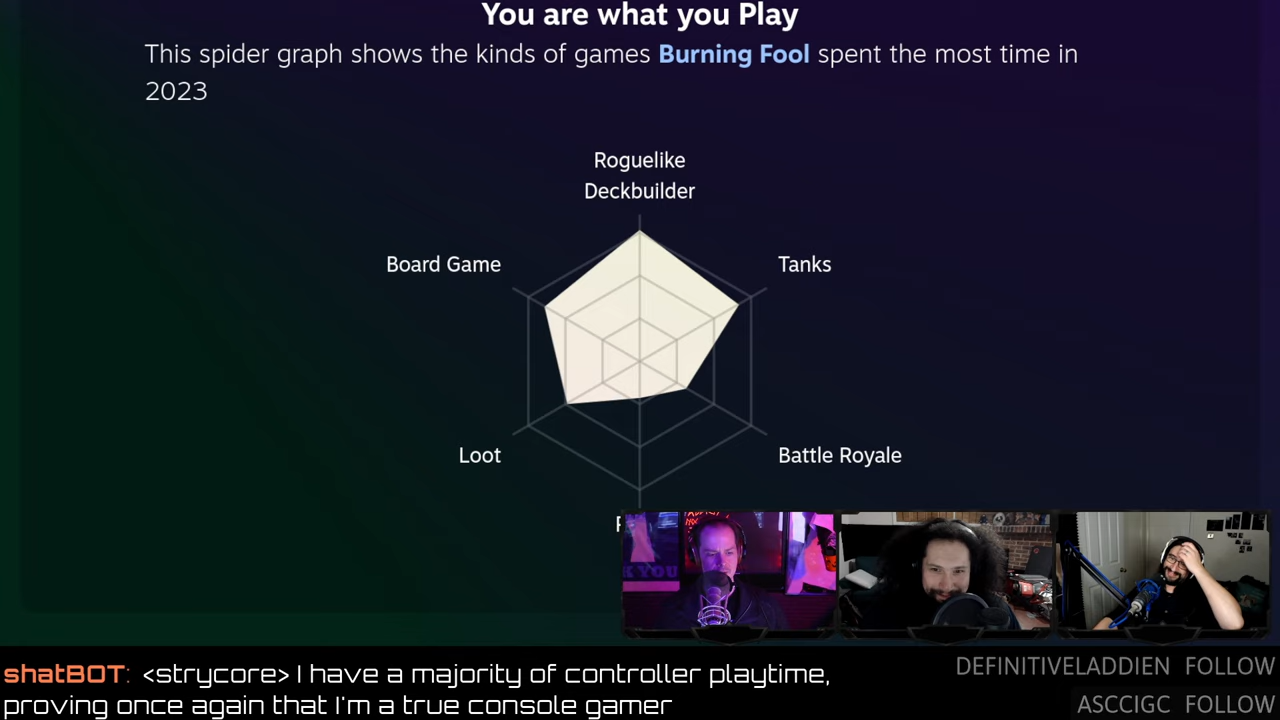 You are what you Play
This spider graph shows the kinds of games Burning Fool spent the most time in
2023
Roguelike
Deckbuilder
Board Game
Tanks
Loot
Battle Royale
K YOU
shatBOT: <strycore> I have a majority of controller playtime,
proving once again that I'm a true console gamer
DEFINITIVELADDIEN FOLLOW
ASCCIGC FOLLOW